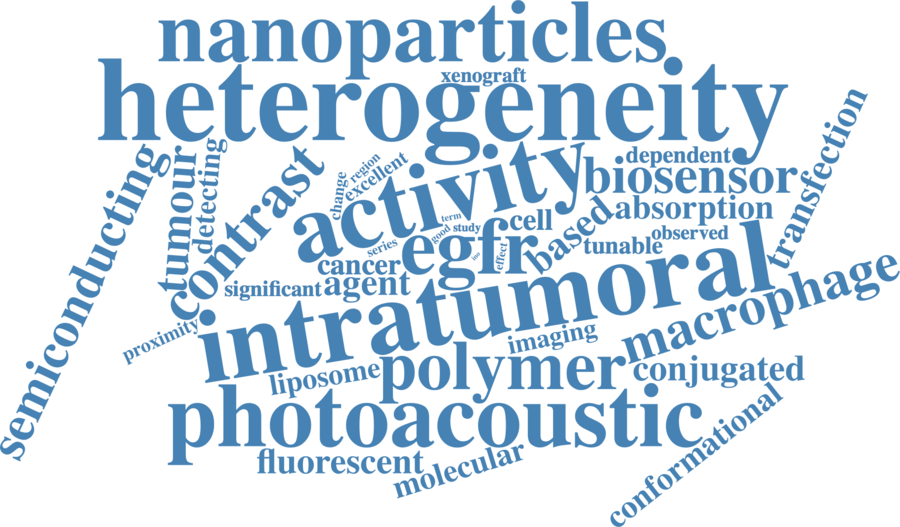 nanoparticles
xenograft
heterogeneity
transfection
semiconducting
tumour
detecting
contrast
change
region
excellent
activity
dependent
biosensor
absorption
term
good
study
cell
series
egfr
effect
based
tunable
observed
cancer
significant
agent
intratumoral
macrophage
proximity
imaging
liposome
polymer
conjugated
photoacoustic
fluorescent
molecular
conformational